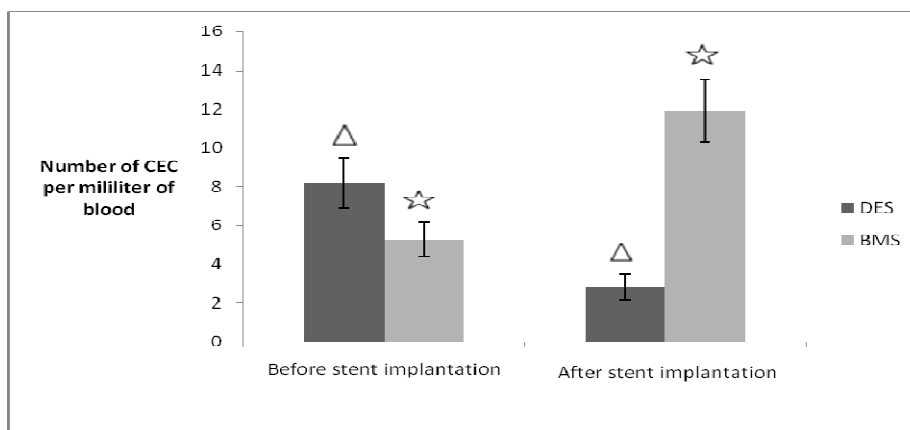 16
14
12
10
8
6
4
2
0
Number of CEC
per mililiter of
blood
DES
BMS
Before stent implantation
After stent implantation